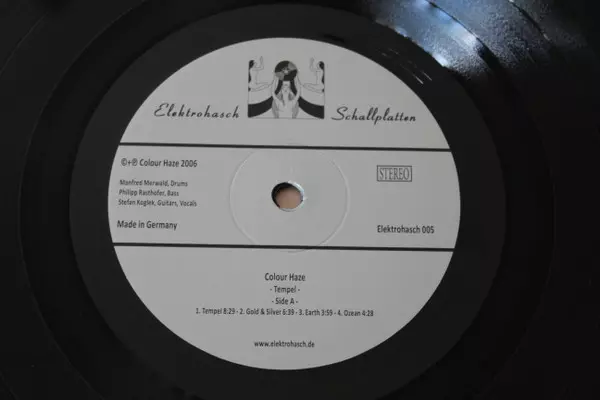 Elektrohasch Schallplatten
©+℗ Colour Haze 2006
STEREO
Manfred Merwald, Drums
Philipp Rasthofer, Bass
Stefan Koglek, Guitars, Vocals
Made in Germany
Elektrohasch 005
Colour Haze
- Tempel -
- Side A -
1. Tempel 8:29 - 2. Gold & Silver 6:39 - 3. Earth 3:59 - 4. Ozean 4:28
www.elektrohasch.de